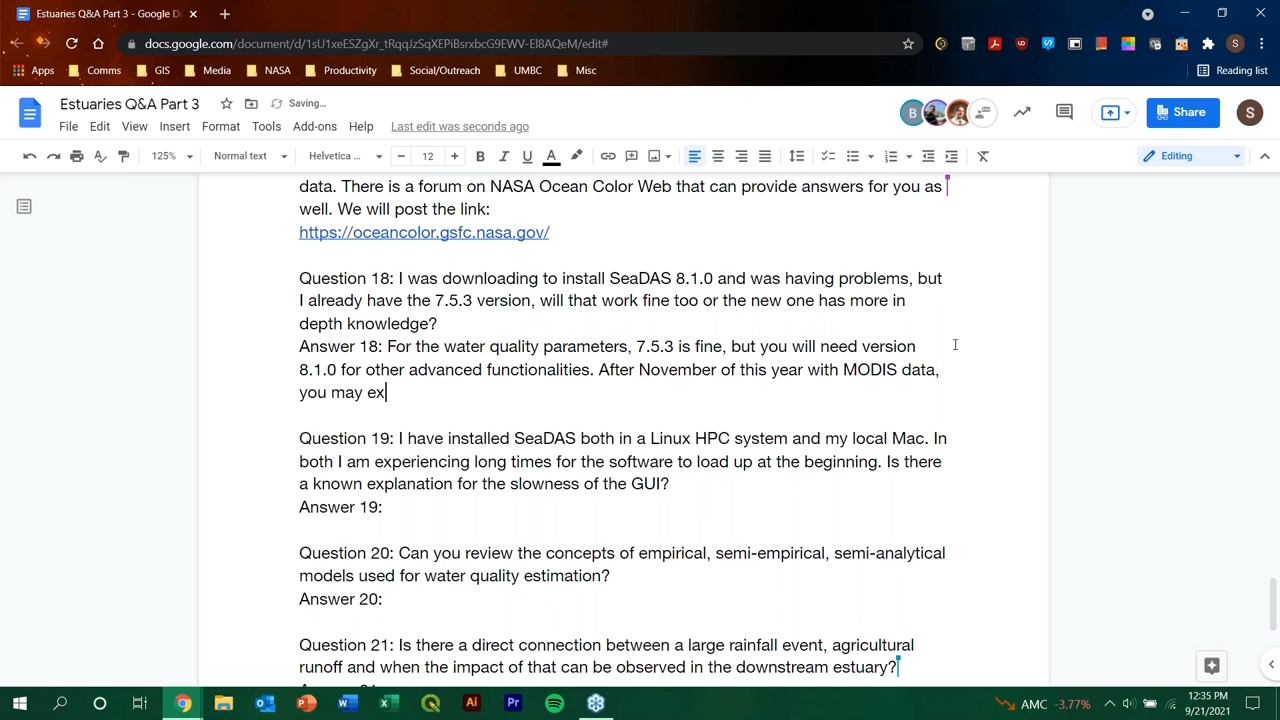 Estuaries Q&A Part 3 - Google D
docs.google.com/document/d/1sU1xeESZgXr_tRqqJzSqXEPiBsrxbcG9EWV-El8AQeM/edit#
Apps
Comms
GIS
Media
NASA
Productivity
Social/Outreach
UMBC
Misc
Reading list
Estuaries Q&A Part 3
Saving...
File Edit View Insert Format Tools Add-ons Help Last edit was seconds ago
B
Share
S
125%
Normal text
Helvetica ...
12
Editing
data. There is a forum on NASA Ocean Color Web that can provide answers for you as
well. We will post the link:
https://oceancolor.gsfc.nasa.gov/
Question 18: I was downloading to install SeaDAS 8.1.0 and was having problems, but
I already have the 7.5.3 version, will that work fine too or the new one has more in
depth knowledge?
Answer 18: For the water quality parameters, 7.5.3 is fine, but you will need version
8.1.0 for other advanced functionalities. After November of this year with MODIS data,
you may ex
Question 19: I have installed SeaDAS both in a Linux HPC system and my local Mac. In
both I am experiencing long times for the software to load up at the beginning. Is there
a known explanation for the slowness of the GUI?
Answer 19:
Question 20: Can you review the concepts of empirical, semi-empirical, semi-analytical
models used for water quality estimation?
Answer 20:
Question 21: Is there a direct connection between a large rainfall event, agricultural
runoff and when the impact of that can be observed in the downstream estuary?
AMC -3.77%
12:35 PM
9/21/2021